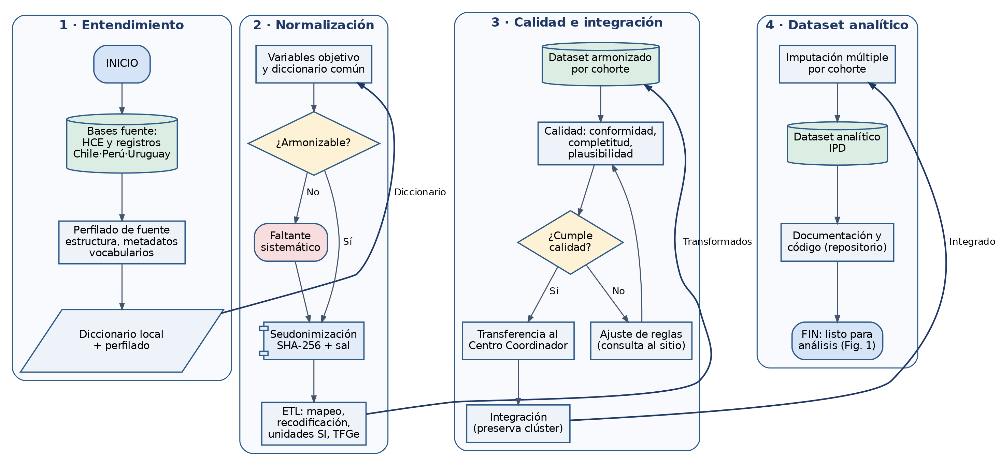 1 · Entendimiento
INICIO
Bases fuente:
HCE y registros
Chile·Perú·Uruguay
Perfilado de fuente
estructura, metadatos
vocabularios
Diccionario local
+ perfilado
2 · Normalización
Variables objetivo
y diccionario común
¿Armonizable?
No
Sí
Faltante
sistemático
Seudonimización
SHA-256 + sal
ETL: mapeo,
recodificación,
unidades SI, TFGe
Diccionario
3 · Calidad e integración
Dataset armonizado
por cohorte
Calidad: conformidad,
completitud,
plausibilidad
¿Cumple
calidad?
Sí
No
Transferencia al
Centro Coordinador
Ajuste de reglas
(consulta al sitio)
Integración
(preserva clúster)
Transformados
4 · Dataset analítico
Imputación múltiple
por cohorte
Dataset analítico
IPD
Documentación y
código (repositorio)
FIN: listo para
análisis (Fig. 1)
Integrado